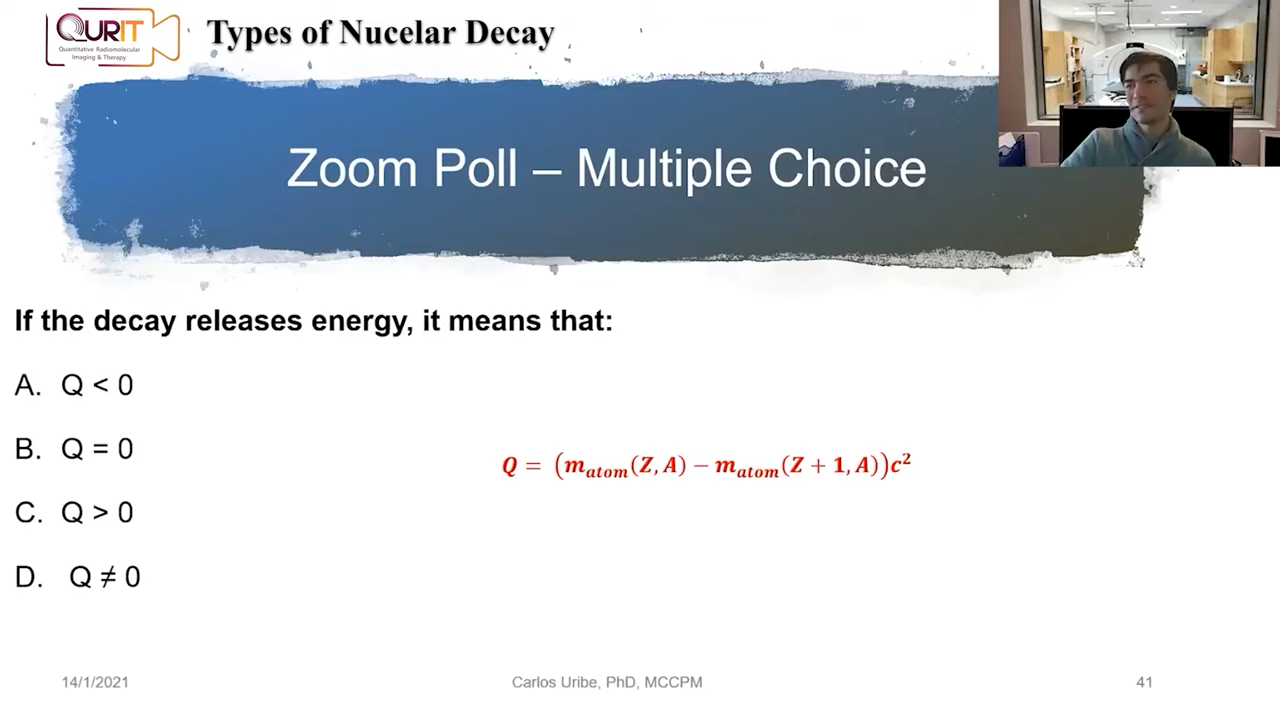 QURIT
Quantitative Radiomolecular
Imaging & Therapy
Types of Nucelar Decay
Zoom Poll – Multiple Choice
If the decay releases energy, it means that:
A. Q < 0
B. Q = 0
C. Q > 0
D. Q ≠ 0
Q = (m_atom(Z, A) − m_atom(Z + 1, A))c²
14/1/2021
Carlos Uribe, PhD, MCCPM
41